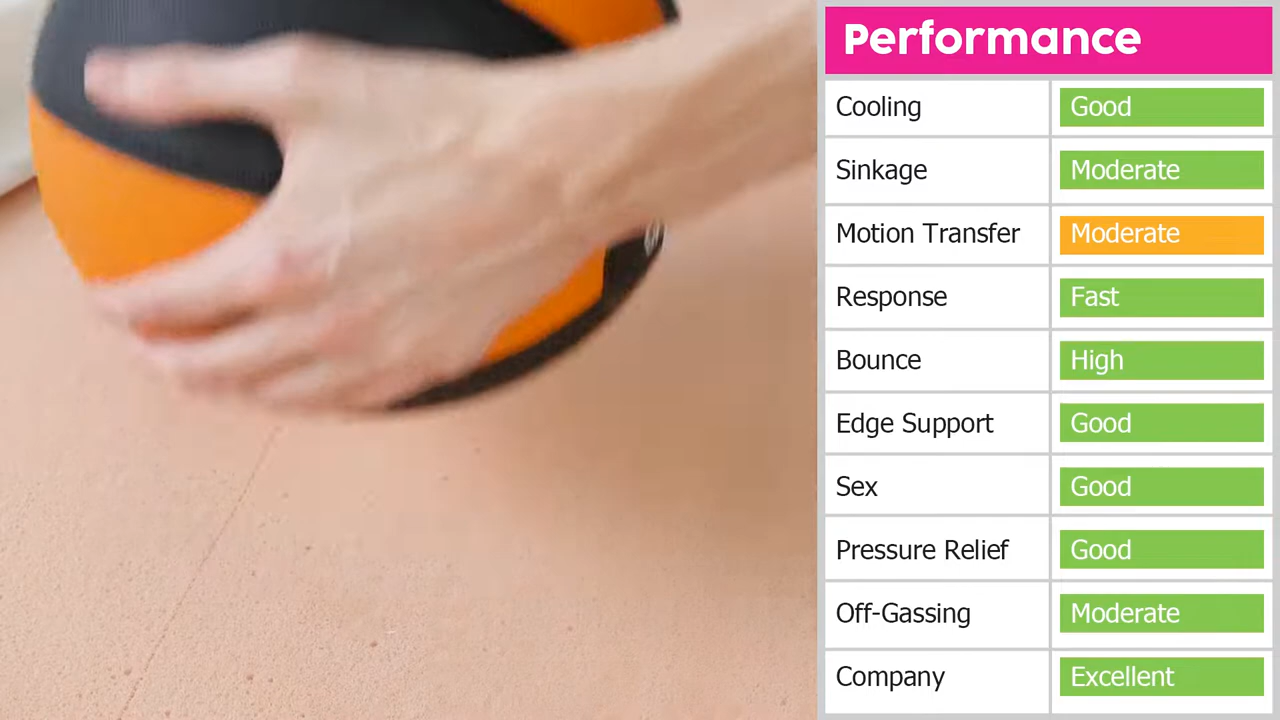 Performance
Cooling Good
Sinkage Moderate
Motion Transfer Moderate
Response Fast
Bounce High
Edge Support Good
Sex Good
Pressure Relief Good
Off-Gassing Moderate
Company Excellent